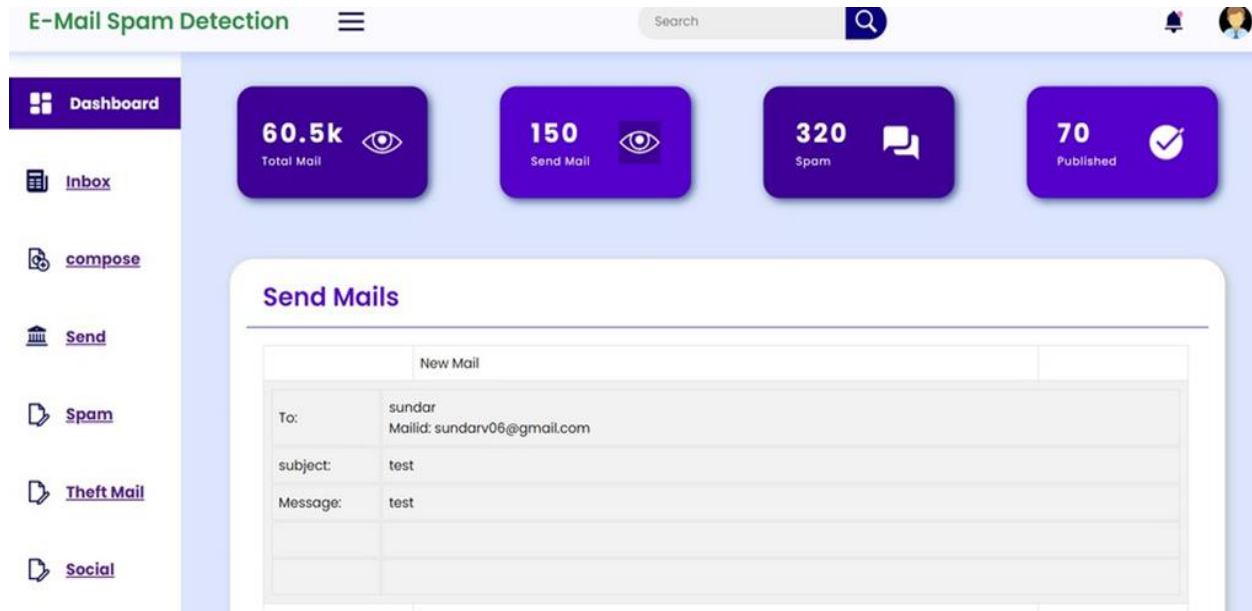 E-Mail Spam Detection
Search
Dashboard
Inbox
compose
Send
Spam
Theft Mail
Social
60.5k
Total Mail
150
Send Mail
320
Spam
70
Published
Send Mails
New Mail
To:
sundar
Mailid: sundarv06@gmail.com
subject:
test
Message:
test